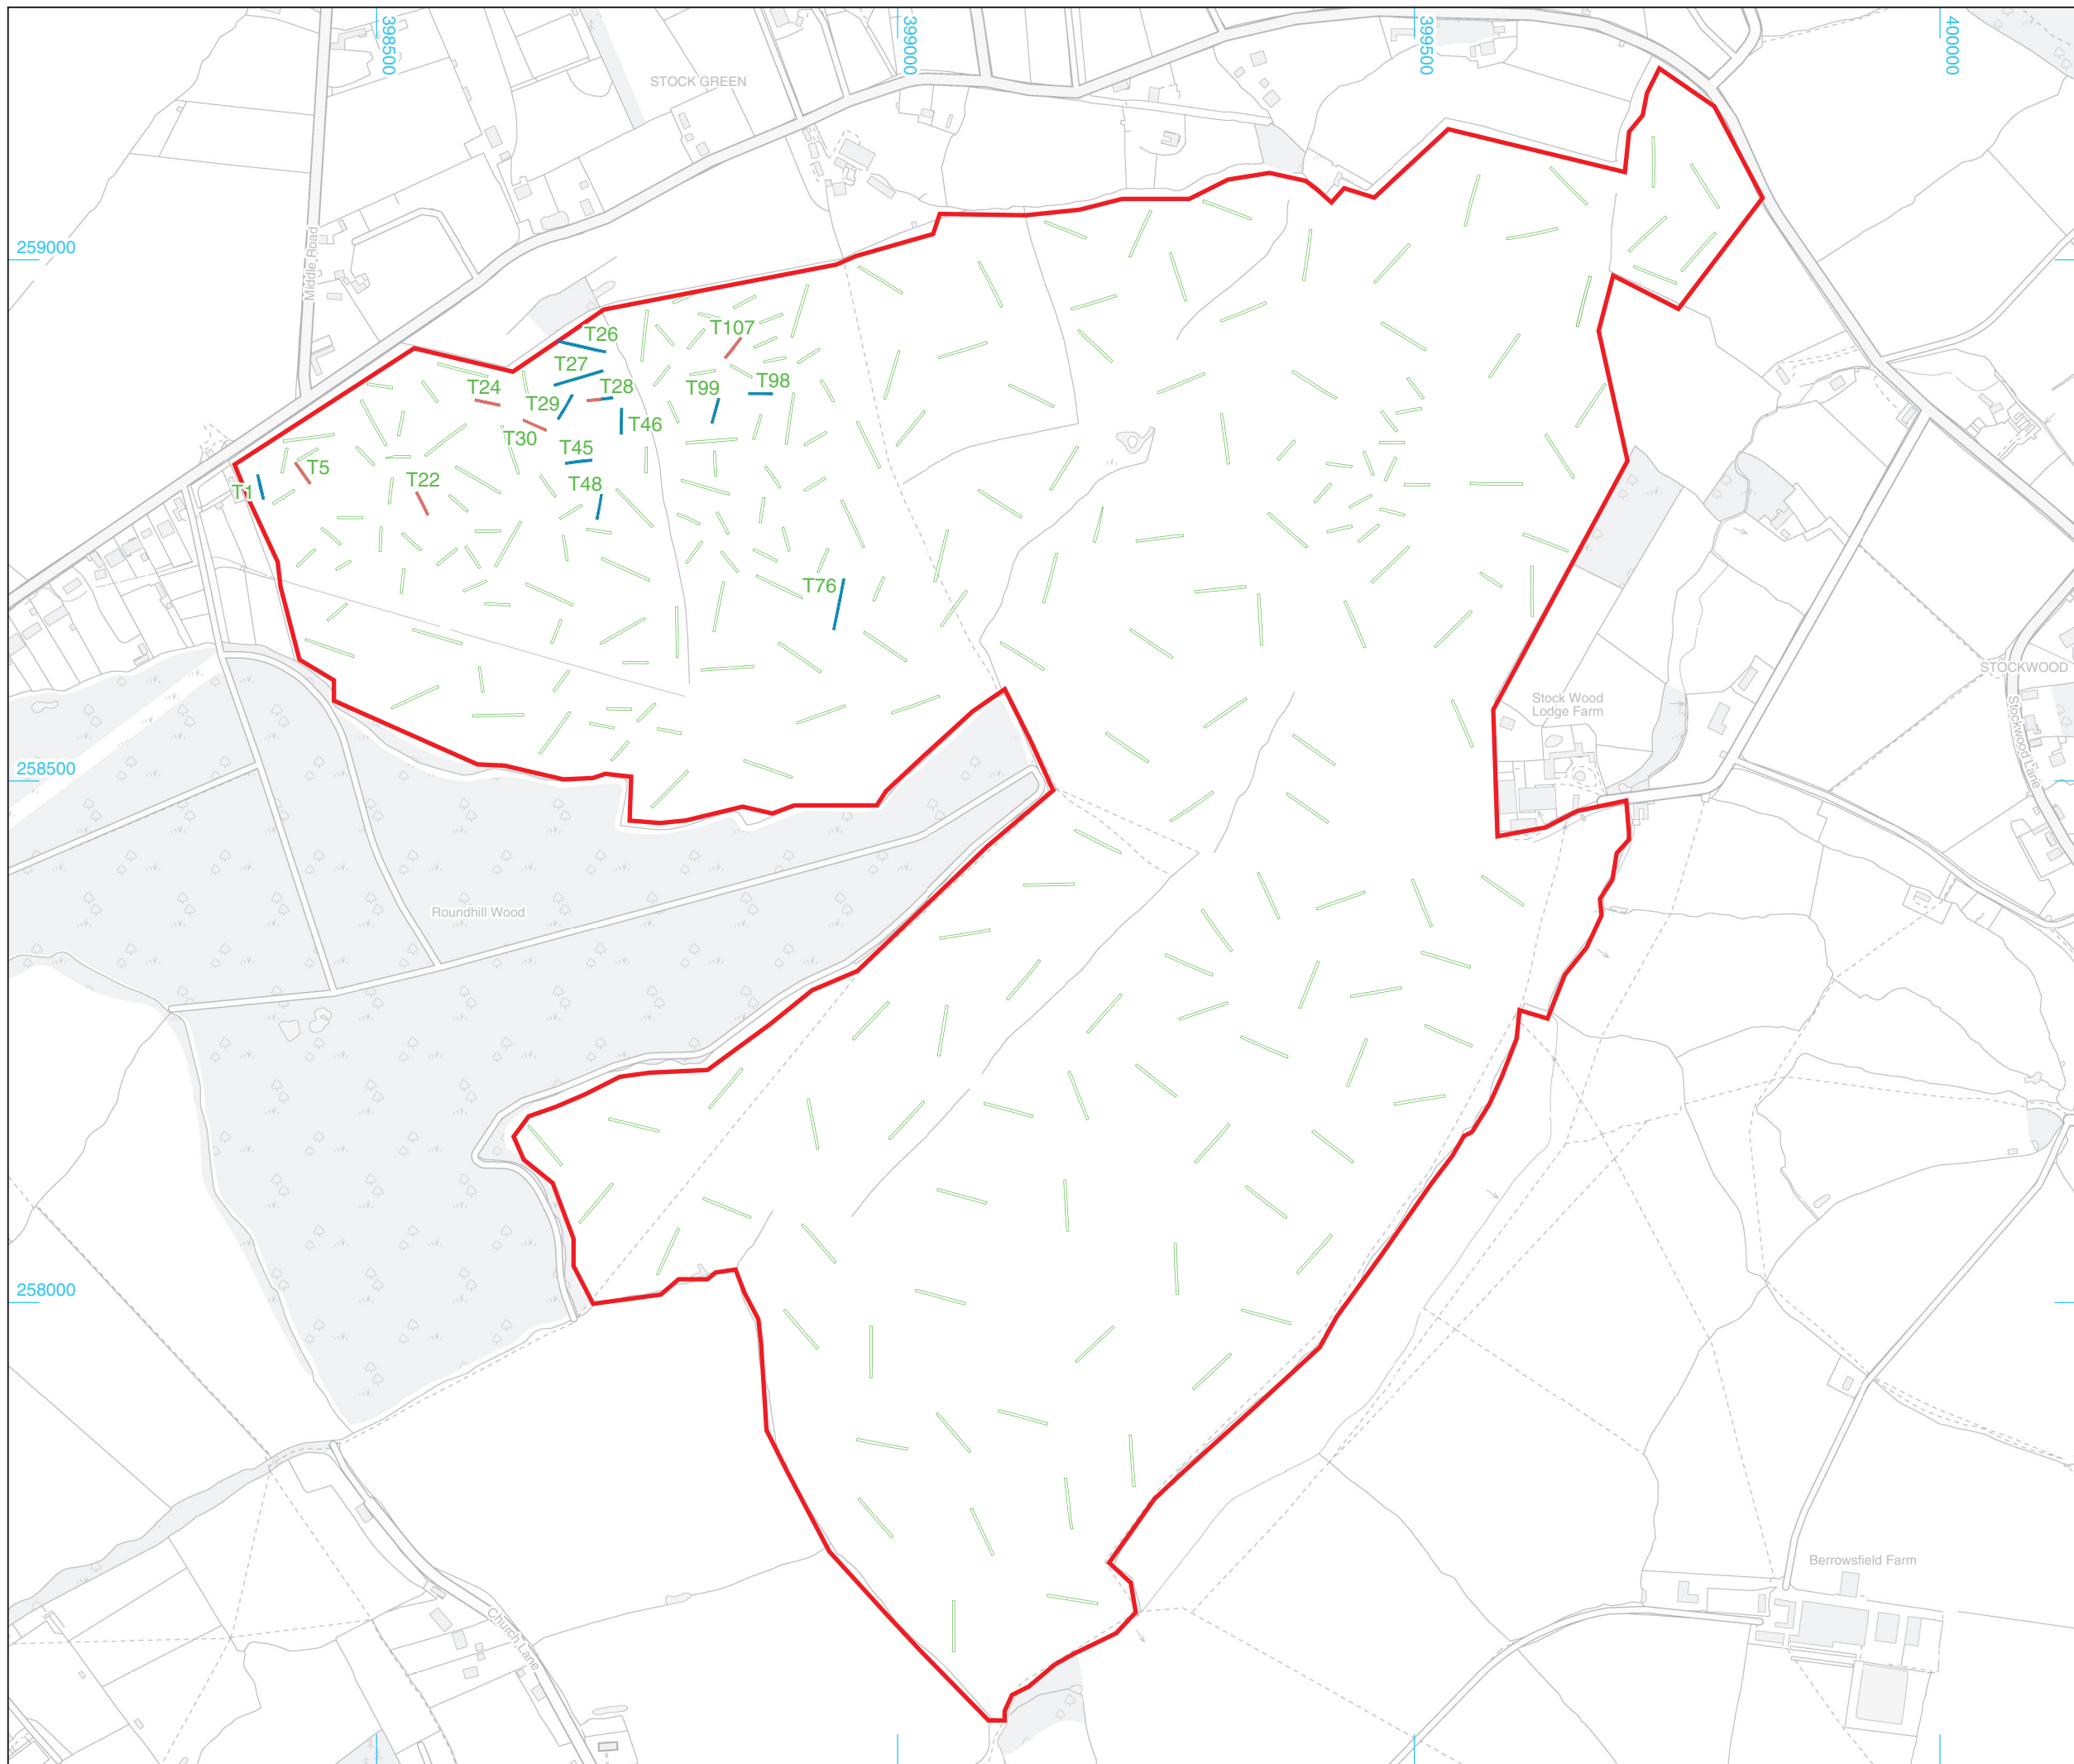 398500
399000
399500
400000
STOCK GREEN
259000
Middle Road
T26
T107
T27
T24
T28
T99
T98
T29
T46
T30
T45
T5
T22
T48
T1
T76
STOCKWOOD
Stock Wood
Lodge Farm
Stockwood Lane
258500
Roundhill Wood
258000
Berrowsfield Farm
Church Lane